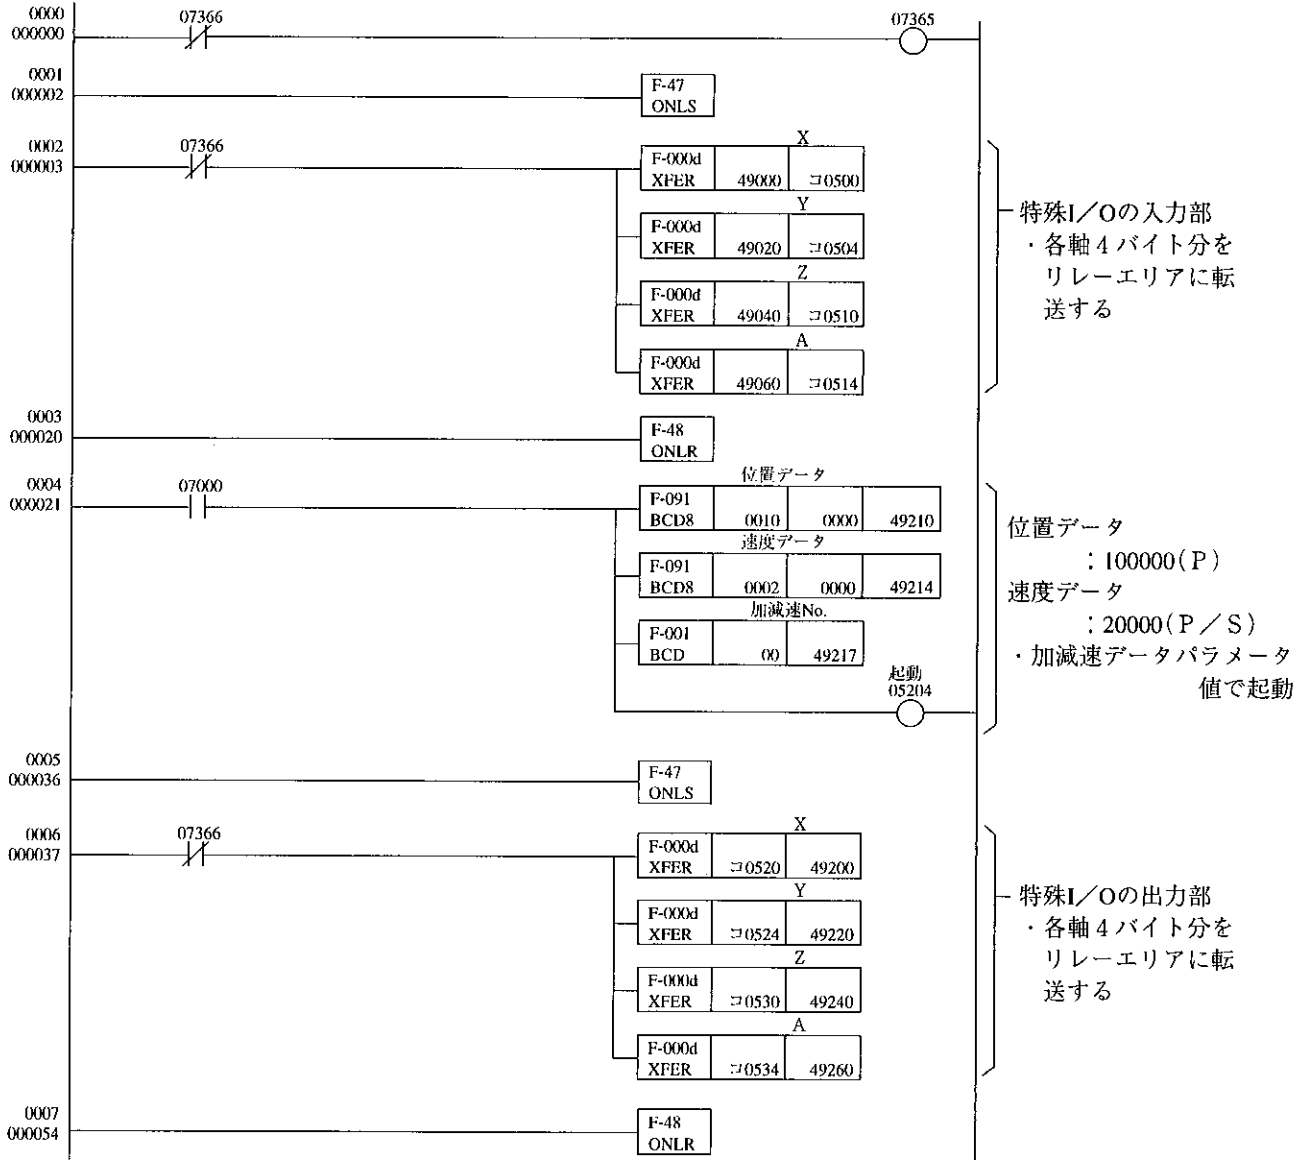 0000
000000
07366
07365
0001
000002
F-47
ONLS
0002
000003
07366
X
F-000d
XFER 49000 コ0500
Y
F-000d
XFER 49020 コ0504
Z
F-000d
XFER 49040 コ0510
A
F-000d
XFER 49060 コ0514
特殊I/Oの入力部
・各軸4バイト分を
リレーエリアに転
送する
0003
000020
F-48
ONLR
0004
000021
07000
位置データ
F-091
BCD8 0010 0000 49210
速度データ
F-091
BCD8 0002 0000 49214
加減速No.
F-001
BCD 00 49217
起動
05204
位置データ
:100000(P)
速度データ
:20000(P/S)
・加減速データパラメータ
値で起動
0005
000036
F-47
ONLS
0006
000037
07366
X
F-000d
XFER コ0520 49200
Y
F-000d
XFER コ0524 49220
Z
F-000d
XFER コ0530 49240
A
F-000d
XFER コ0534 49260
特殊I/Oの出力部
・各軸4バイト分を
リレーエリアに転
送する
0007
000054
F-48
ONLR